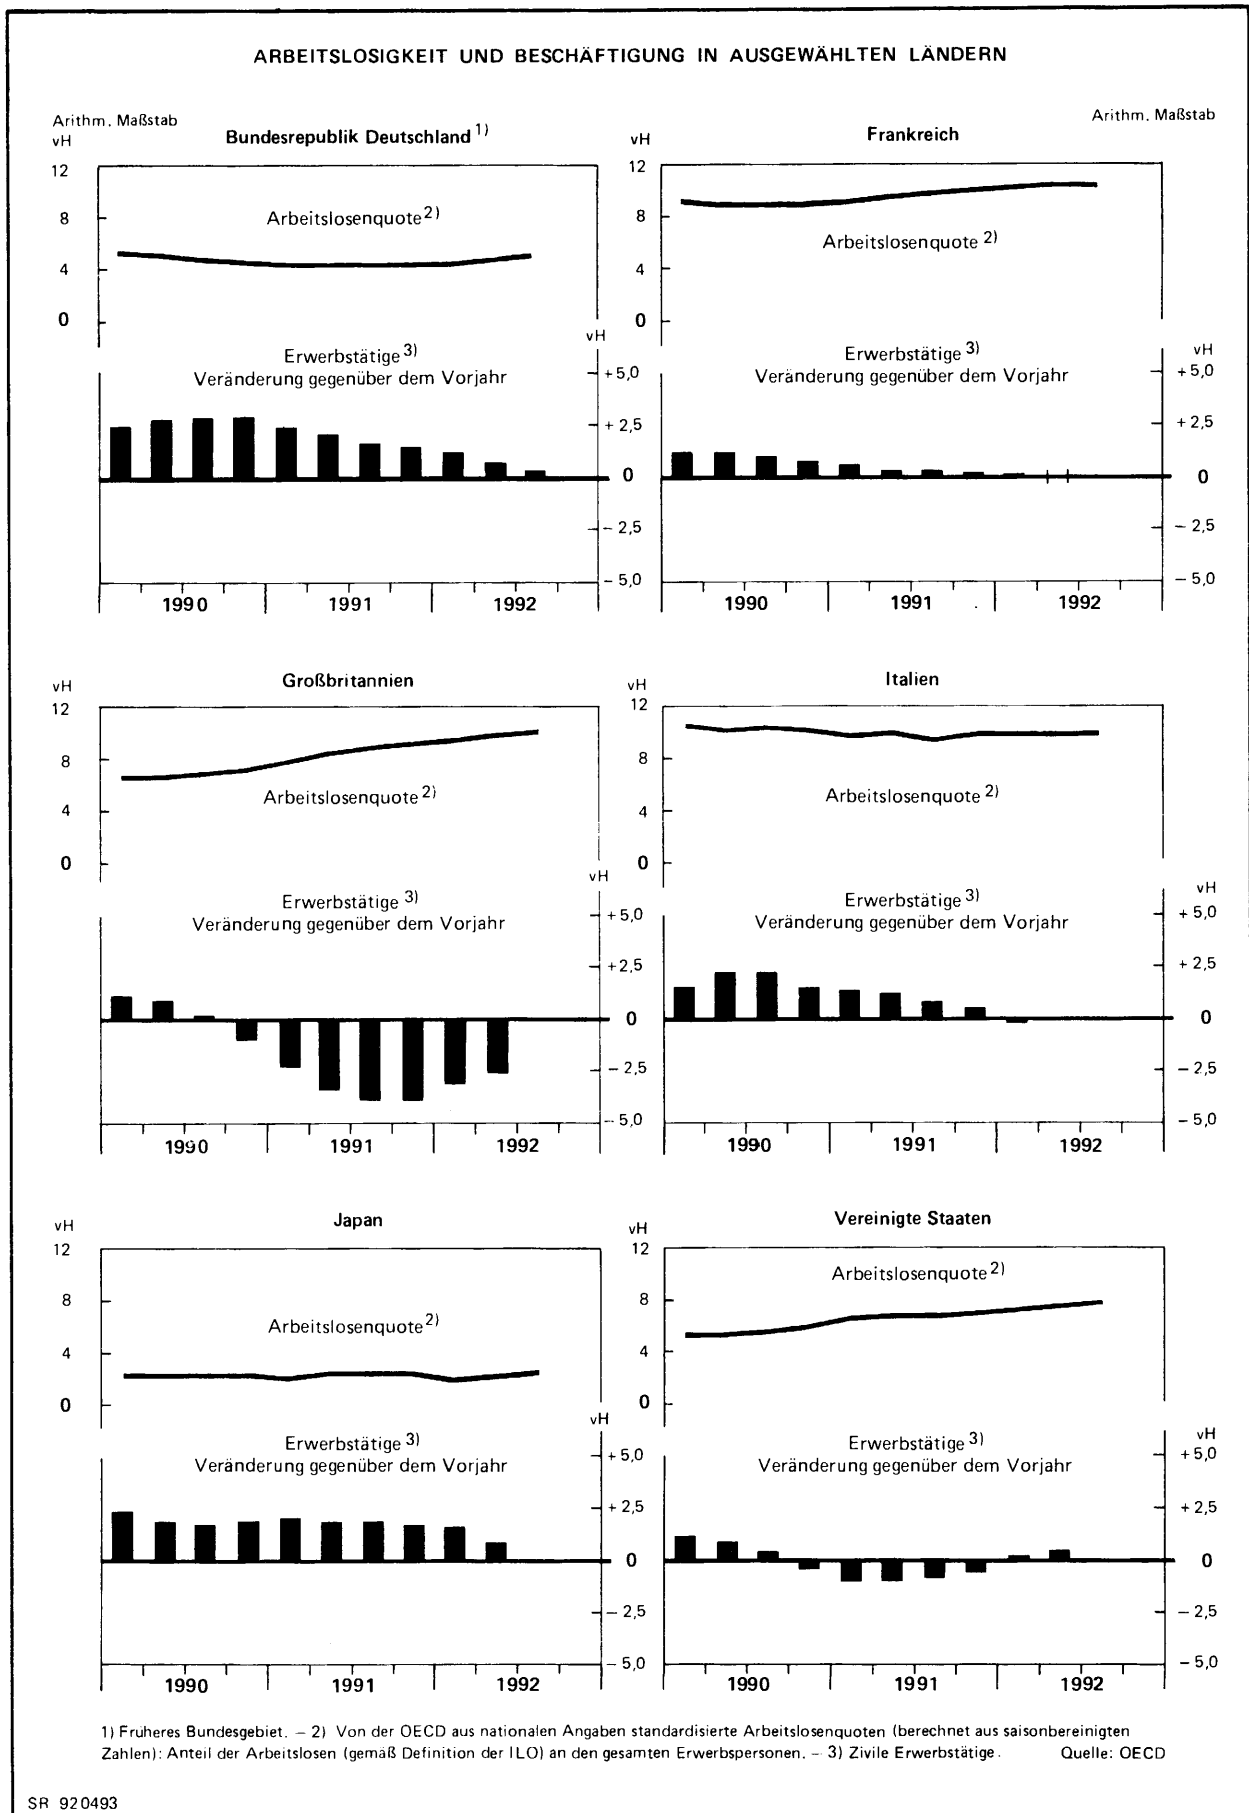 ARBEITSLOSIGKEIT UND BESCHÄFTIGUNG IN AUSGEWÄHLTEN LÄNDERN
Arithm. Maßstab
Arithm. Maßstab
vH
Bundesrepublik Deutschland 1)
12
8
4
0
Arbeitslosenquote 2)
vH
Erwerbstätige 3)
Veränderung gegenüber dem Vorjahr
+ 5,0
+ 2,5
0
– 2,5
– 5,0
1990 1991 1992
vH
Frankreich
12
8
4
0
Arbeitslosenquote 2)
vH
Erwerbstätige 3)
Veränderung gegenüber dem Vorjahr
+ 5,0
+ 2,5
0
– 2,5
– 5,0
1990 1991 1992
vH
Großbritannien
12
8
4
0
Arbeitslosenquote 2)
vH
Erwerbstätige 3)
Veränderung gegenüber dem Vorjahr
+ 5,0
+ 2,5
0
– 2,5
– 5,0
1990 1991 1992
vH
Italien
12
8
4
0
Arbeitslosenquote 2)
vH
Erwerbstätige 3)
Veränderung gegenüber dem Vorjahr
+ 5,0
+ 2,5
0
– 2,5
– 5,0
1990 1991 1992
vH
Japan
12
8
4
0
Arbeitslosenquote 2)
vH
Erwerbstätige 3)
Veränderung gegenüber dem Vorjahr
+ 5,0
+ 2,5
0
– 2,5
– 5,0
1990 1991 1992
vH
Vereinigte Staaten
12
8
4
0
Arbeitslosenquote 2)
vH
Erwerbstätige 3)
Veränderung gegenüber dem Vorjahr
+ 5,0
+ 2,5
0
– 2,5
– 5,0
1990 1991 1992
1) Früheres Bundesgebiet. – 2) Von der OECD aus nationalen Angaben standardisierte Arbeitslosenquoten (berechnet aus saisonbereinigten
Zahlen): Anteil der Arbeitslosen (gemäß Definition der ILO) an den gesamten Erwerbspersonen. – 3) Zivile Erwerbstätige. Quelle: OECD
SR 920493